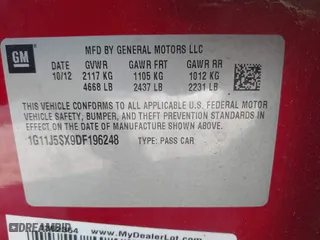 GM
MFD BY GENERAL MOTORS LLC
DATE GVWR GAWR FRT GAWR RR
10/12 2117 KG 1105 KG 1012 KG
4668 LB 2437 LB 2231 LB
THIS VEHICLE CONFORMS TO ALL APPLICABLE U.S. FEDERAL MOTOR
VEHICLE SAFETY, BUMPER, AND THEFT PREVENTION STANDARDS
IN EFFECT ON THE DATE OF MANUFACTURE SHOWN ABOVE.
1G11J5SX9DF196248 TYPE: PASS CAR
DREAMBID
www.MyDealerLot.com